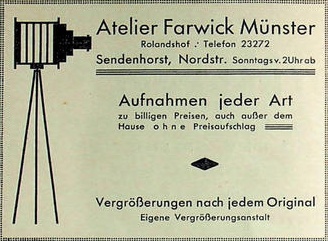 Atelier Farwick Münster
Rolandshof .· Telefon 23272
Sendenhorst, Nordstr. Sonntags v. 2 Uhr ab
Aufnahmen jeder Art
zu billigen Preisen, auch außer dem
Hause ohne Preisaufschlag
Vergrößerungen nach jedem Original
Eigene Vergrößerungsanstalt